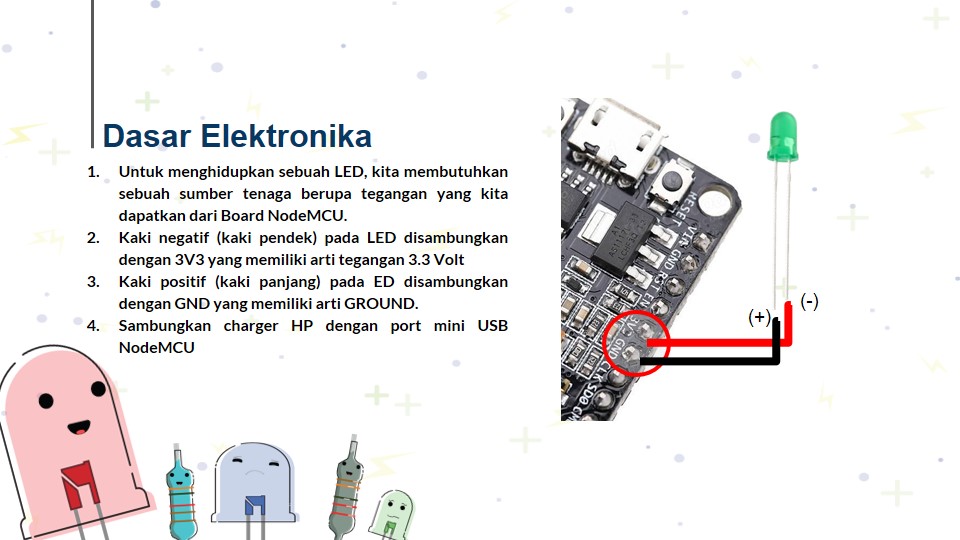 Dasar Elektronika
1. Untuk menghidupkan sebuah LED, kita membutuhkan
sebuah sumber tenaga berupa tegangan yang kita
dapatkan dari Board NodeMCU.
2. Kaki negatif (kaki pendek) pada LED disambungkan
dengan 3V3 yang memiliki arti tegangan 3.3 Volt
3. Kaki positif (kaki panjang) pada ED disambungkan
dengan GND yang memiliki arti GROUND.
4. Sambungkan charger HP dengan port mini USB
NodeMCU
RESET
VIN
GND
RST
EN
3V
GND
CLK
SD0
(+)
(-)